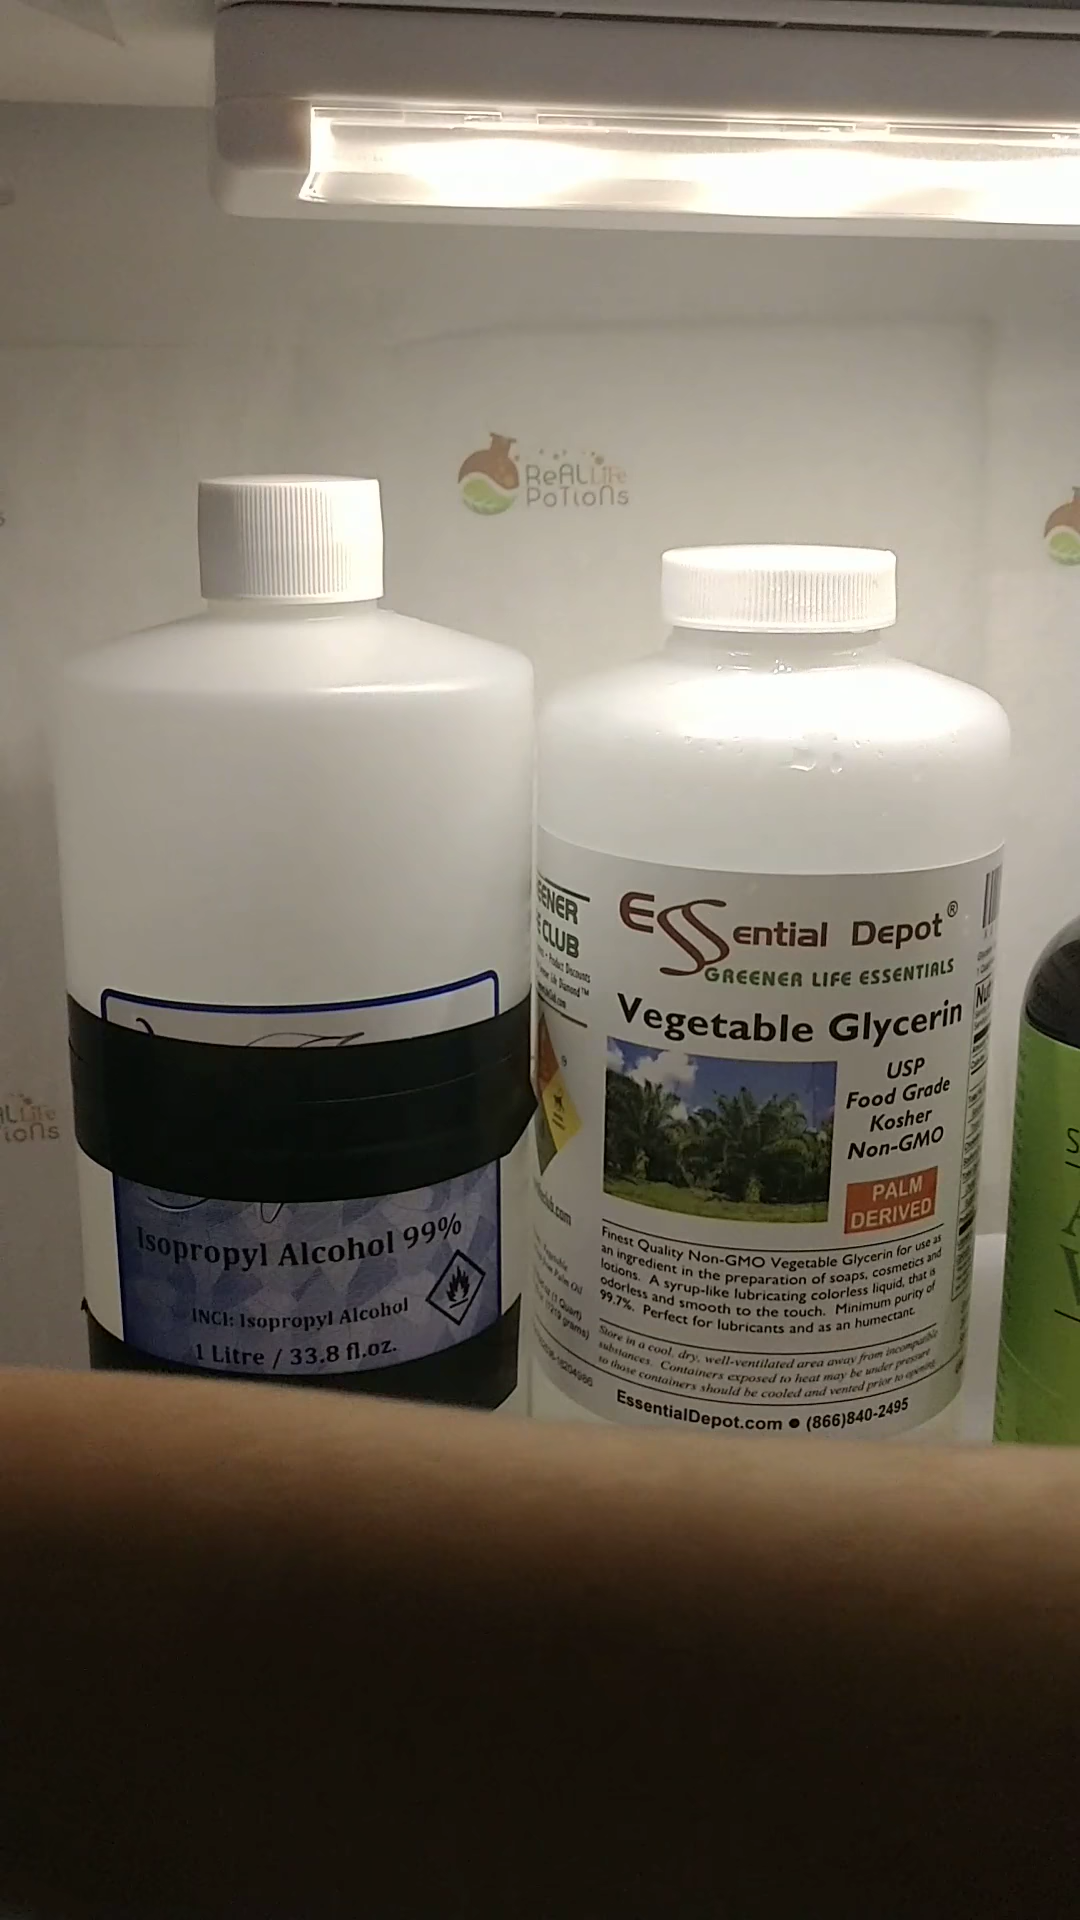 ReALLiFe
PoTioNs
ALLiFe
ioNs
Isopropyl Alcohol 99%
INCI: Isopropyl Alcohol
1 Litre / 33.8 fl.oz.
EENER
E CLUB
Essential Depot®
GREENER LIFE ESSENTIALS
Vegetable Glycerin
USP
Food Grade
Kosher
Non-GMO
PALM
DERIVED
Finest Quality Non-GMO Vegetable Glycerin for use as
an ingredient in the preparation of soaps, cosmetics and
lotions. A syrup-like lubricating colorless liquid, that is
odorless and smooth to the touch. Minimum purity of
99.7%. Perfect for lubricants and as an humectant.
Store in a cool, dry, well-ventilated area away from incompatible
substances. Containers exposed to heat may be under pressure
so those containers should be cooled and vented prior to opening.
EssentialDepot.com ● (866)840-2495